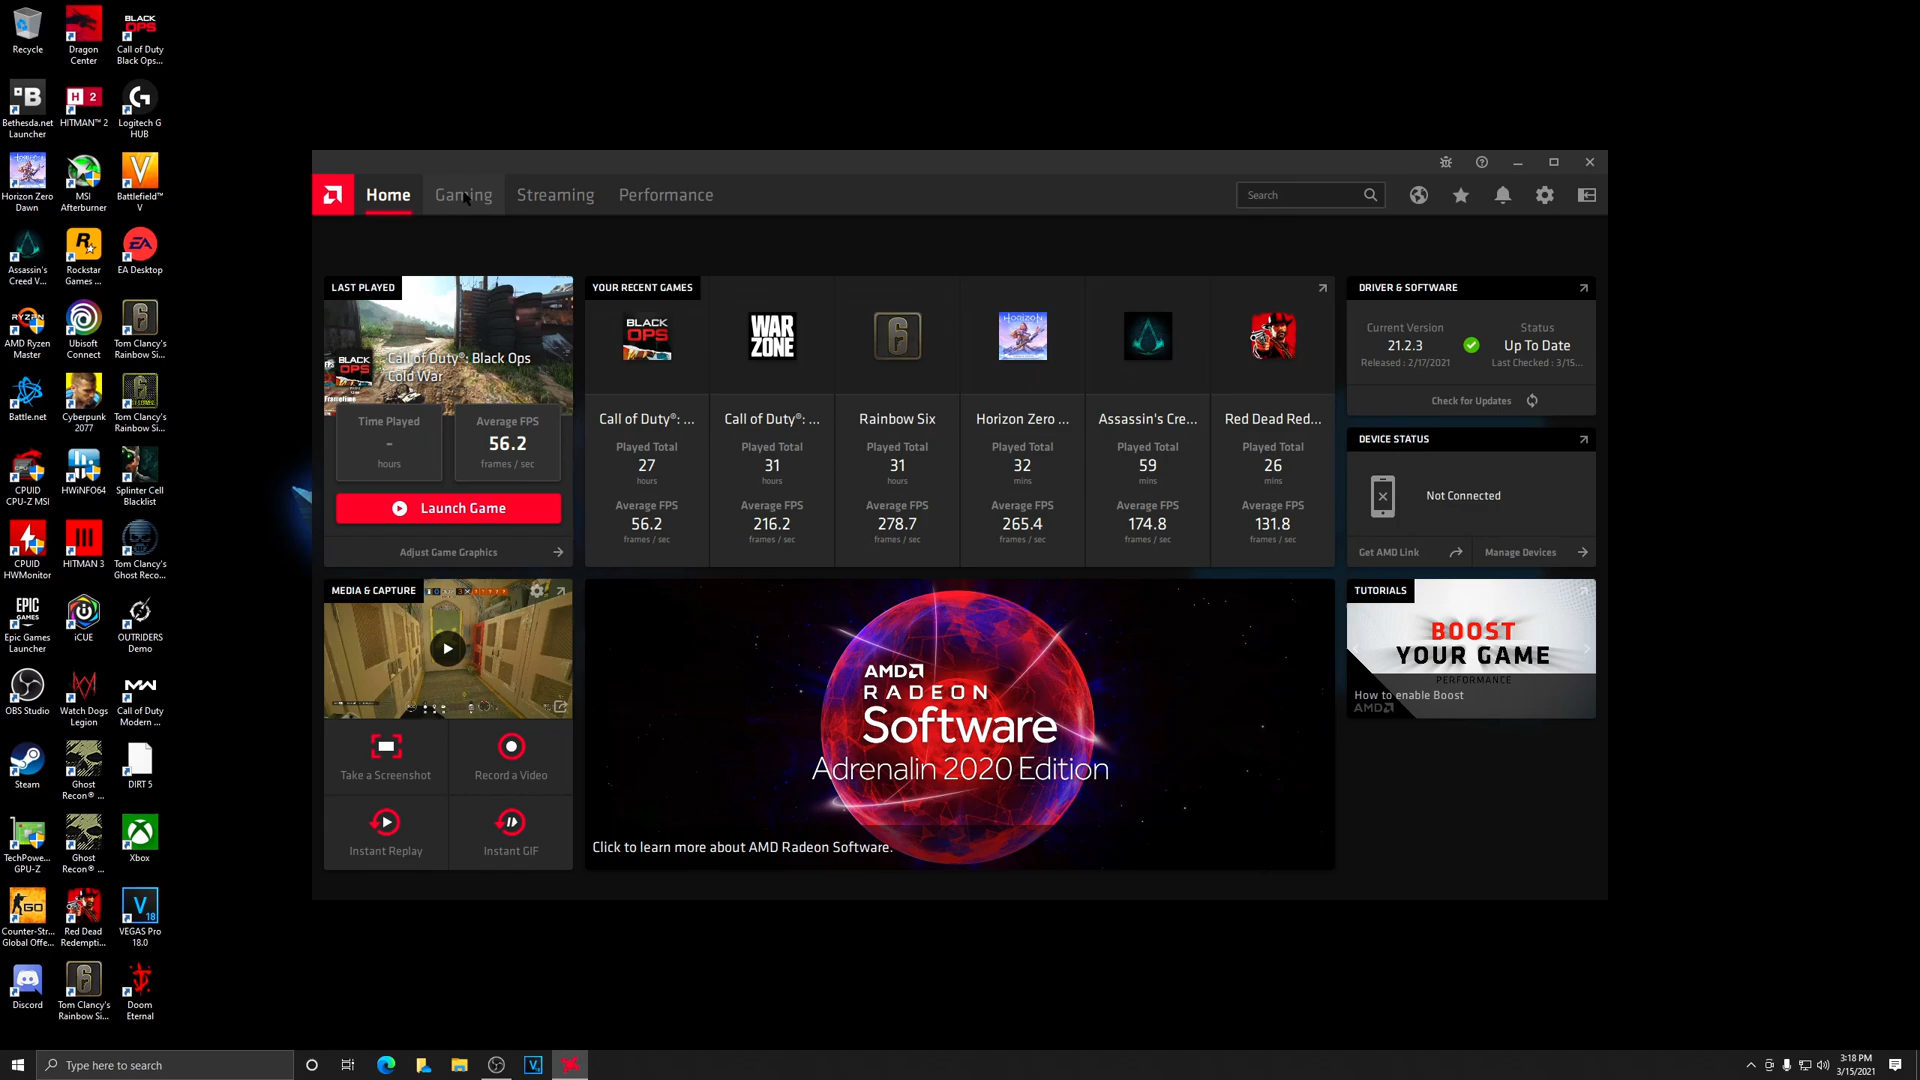 Recycle
Dragon
Center
BLACK
OPS
Call of Duty
Black Ops...
B
Bethesda.net
Launcher
H 2
HITMAN™ 2
Logitech G
HUB
Horizon Zero
Dawn
MSI
Afterburner
V
Battlefield™
V
Assassin's
Creed V...
R
Rockstar
Games ...
EA
EA Desktop
RYZEN
AMD Ryzen
Master
Ubisoft
Connect
6
Tom Clancy's
Rainbow Si...
Battle.net
Cyberpunk
2077
Tom Clancy's
Rainbow Si...
CPUID
CPU-Z MSI
HWiNFO64
Splinter Cell
Blacklist
CPUID
HWMonitor
HITMAN 3
Tom Clancy's
Ghost Reco...
EPIC
GAMES
Epic Games
Launcher
iCUE
OUTRIDERS
Demo
OBS Studio
Watch Dogs
Legion
MW
Call of Duty
Modern ...
Steam
Ghost
Recon® ...
DIRT 5
TechPowe...
GPU-Z
Ghost
Recon® ...
Xbox
GO
Counter-Str...
Global Offe...
Red Dead
Redempti...
V
18
VEGAS Pro
18.0
Discord
6
Tom Clancy's
Rainbow Si...
Doom
Eternal
Home
Gaming
Streaming
Performance
Search
LAST PLAYED
BLACK
Call of Duty®: Black Ops
Cold War
Frametime
Time Played
-
hours
Average FPS
56.2
frames / sec
Launch Game
Adjust Game Graphics
YOUR RECENT GAMES
BLACK
OPS
Call of Duty®: ...
Played Total
27
hours
Average FPS
56.2
frames / sec
WAR
ZONE
Call of Duty®: ...
Played Total
31
hours
Average FPS
216.2
frames / sec
6
Rainbow Six
Played Total
31
hours
Average FPS
278.7
frames / sec
HORIZON
Horizon Zero ...
Played Total
32
mins
Average FPS
265.4
frames / sec
Assassin's Cre...
Played Total
59
mins
Average FPS
174.8
frames / sec
Red Dead Red...
Played Total
26
mins
Average FPS
131.8
frames / sec
DRIVER & SOFTWARE
Current Version
21.2.3
Released : 2/17/2021
Status
Up To Date
Last Checked : 3/15...
Check for Updates
DEVICE STATUS
Not Connected
Get AMD Link
Manage Devices
MEDIA & CAPTURE
Take a Screenshot
Record a Video
Instant Replay
Instant GIF
AMD
RADEON
Software
Adrenalin 2020 Edition
Click to learn more about AMD Radeon Software.
TUTORIALS
BOOST
YOUR GAME
PERFORMANCE
How to enable Boost
AMD
Type here to search
3:18 PM
3/15/2021